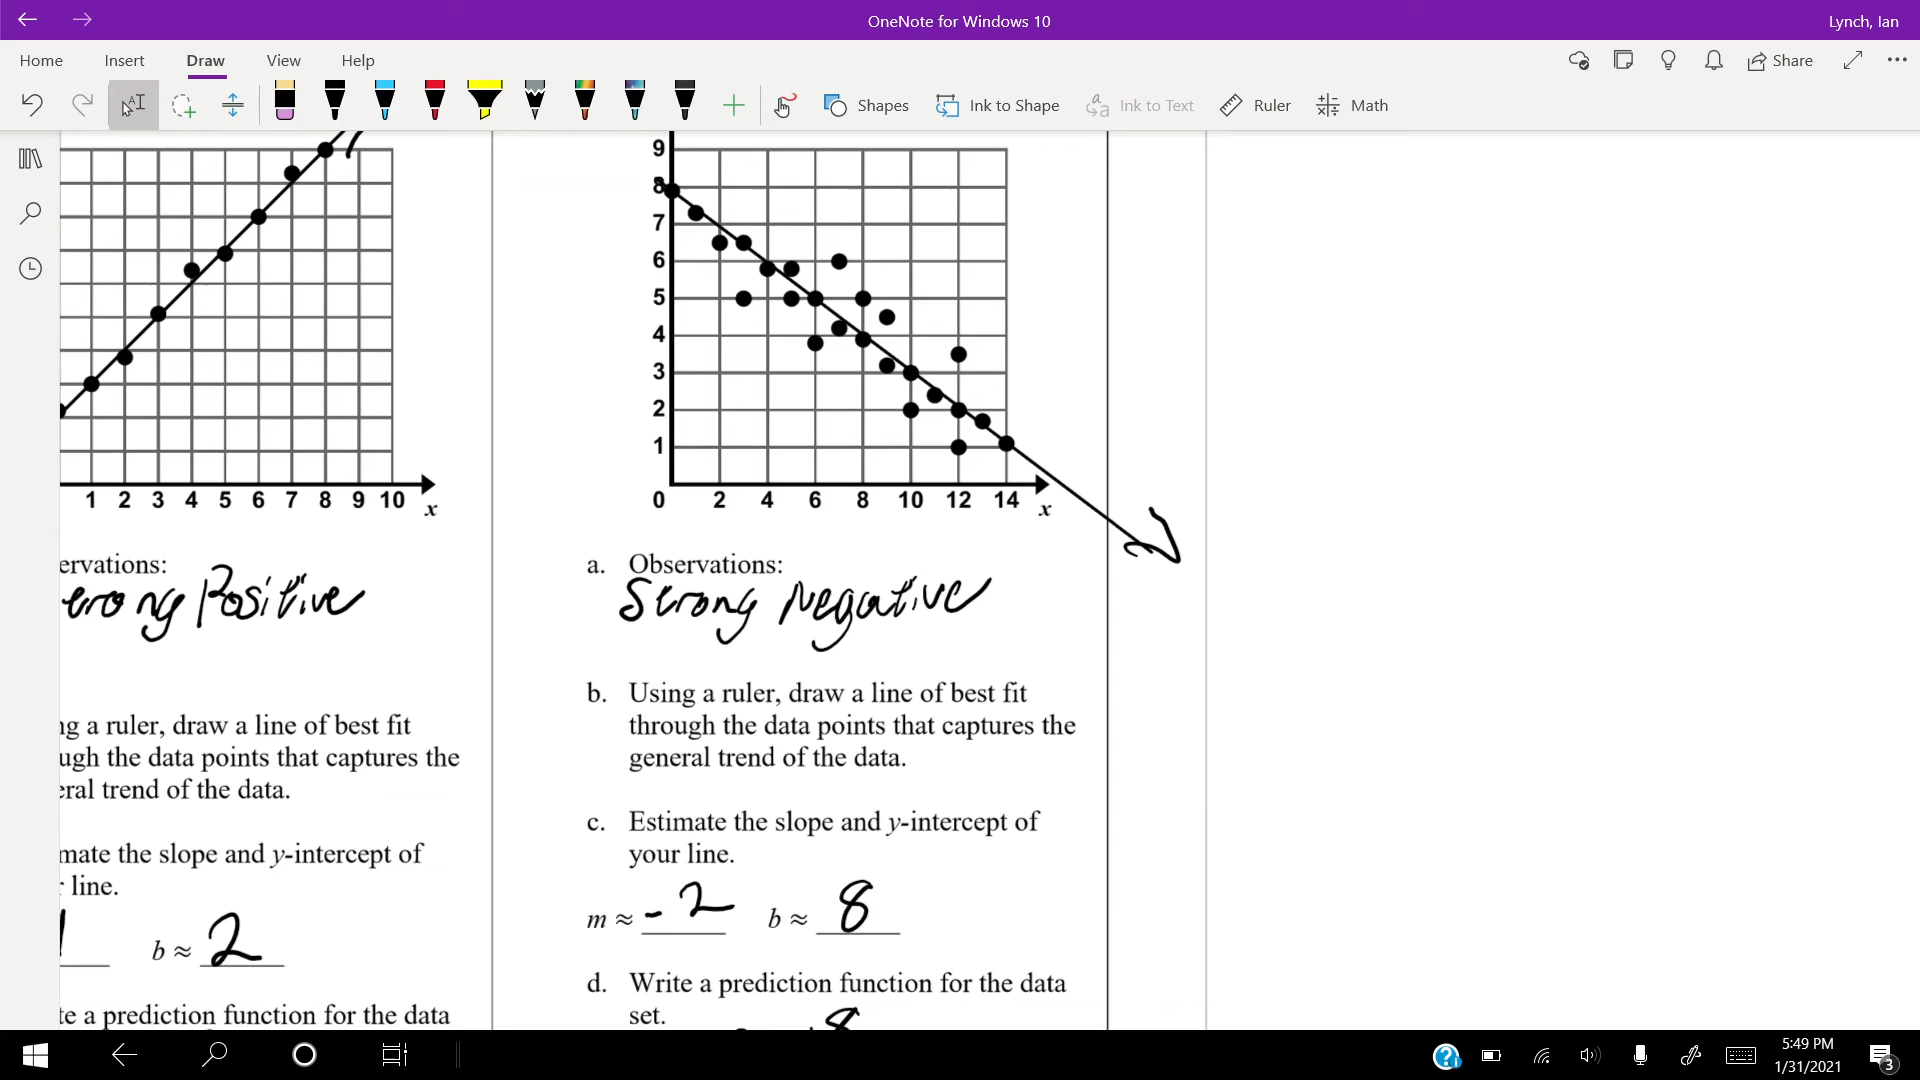 OneNote for Windows 10
Lynch, Ian
Home Insert Draw View Help
Share
Shapes Ink to Shape Ink to Text Ruler Math
1 2 3 4 5 6 7 8 9 10
x
ervations:
erong Positive
ng a ruler, draw a line of best fit
ugh the data points that captures the
eral trend of the data.
mate the slope and y-intercept of
r line.
b ≈ 2
te a prediction function for the data
9
8
7
6
5
4
3
2
1
0 2 4 6 8 10 12 14
x
a. Observations:
Strong Negative
b. Using a ruler, draw a line of best fit
through the data points that captures the
general trend of the data.
c. Estimate the slope and y-intercept of
your line.
m ≈ -2 b ≈ 8
d. Write a prediction function for the data
set.
8
5:49 PM
1/31/2021
3